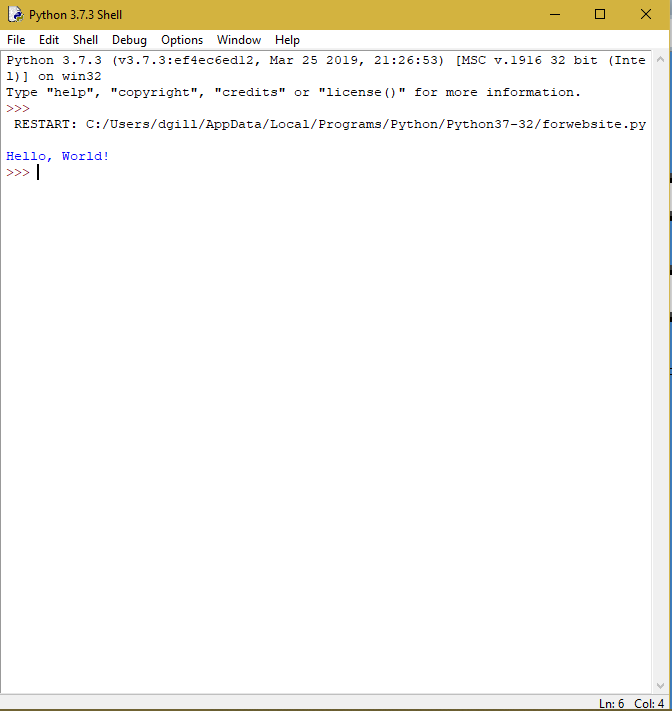 Python 3.7.3 Shell
File Edit Shell Debug Options Window Help
Python 3.7.3 (v3.7.3:ef4ec6ed12, Mar 25 2019, 21:26:53) [MSC v.1916 32 bit (Inte
l)] on win32
Type "help", "copyright", "credits" or "license()" for more information.
>>>
RESTART: C:/Users/dgill/AppData/Local/Programs/Python/Python37-32/forwebsite.py
Hello, World!
>>>
Ln: 6 Col: 4